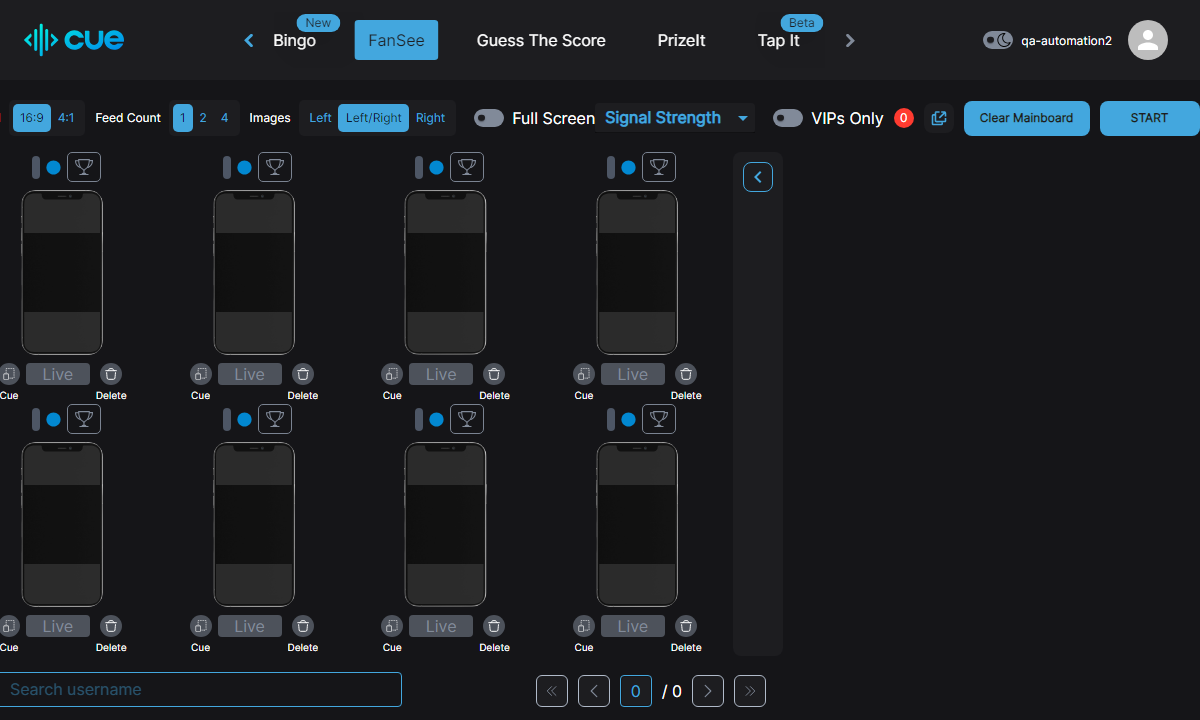 cue
New
Beta
Bingo FanSee Guess The Score PrizeIt Tap It
qa-automation2
16:9 4:1 Feed Count 1 2 4 Images Left Left/Right Right Full Screen Signal Strength VIPs Only 0 Clear Mainboard START
Live Live Live Live
Cue Delete Cue Delete Cue Delete Cue Delete
Live Live Live Live
Cue Delete Cue Delete Cue Delete Cue Delete
Search username 0 / 0